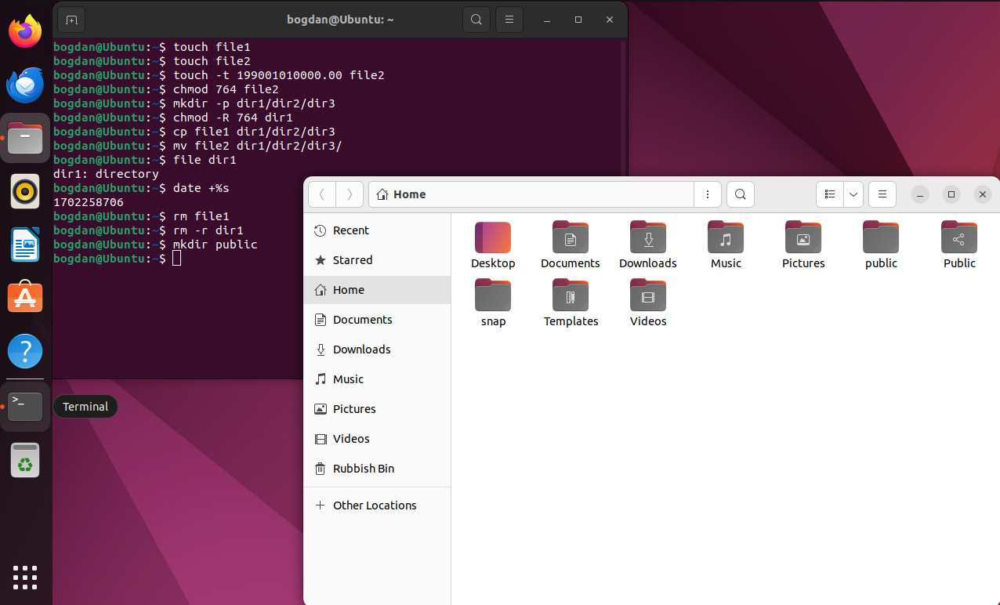 bogdan@Ubuntu: ~
bogdan@Ubuntu:~$ touch file1
bogdan@Ubuntu:~$ touch file2
bogdan@Ubuntu:~$ touch -t 199001010000.00 file2
bogdan@Ubuntu:~$ chmod 764 file2
bogdan@Ubuntu:~$ mkdir -p dir1/dir2/dir3
bogdan@Ubuntu:~$ chmod -R 764 dir1
bogdan@Ubuntu:~$ cp file1 dir1/dir2/dir3
bogdan@Ubuntu:~$ mv file2 dir1/dir2/dir3/
bogdan@Ubuntu:~$ file dir1
dir1: directory
bogdan@Ubuntu:~$ date +%s
1702258706
bogdan@Ubuntu:~$ rm file1
bogdan@Ubuntu:~$ rm -r dir1
bogdan@Ubuntu:~$ mkdir public
bogdan@Ubuntu:~$
Terminal
Home
Recent
Starred
Home
Documents
Downloads
Music
Pictures
Videos
Rubbish Bin
Other Locations
Desktop Documents Downloads Music Pictures public Public
snap Templates Videos